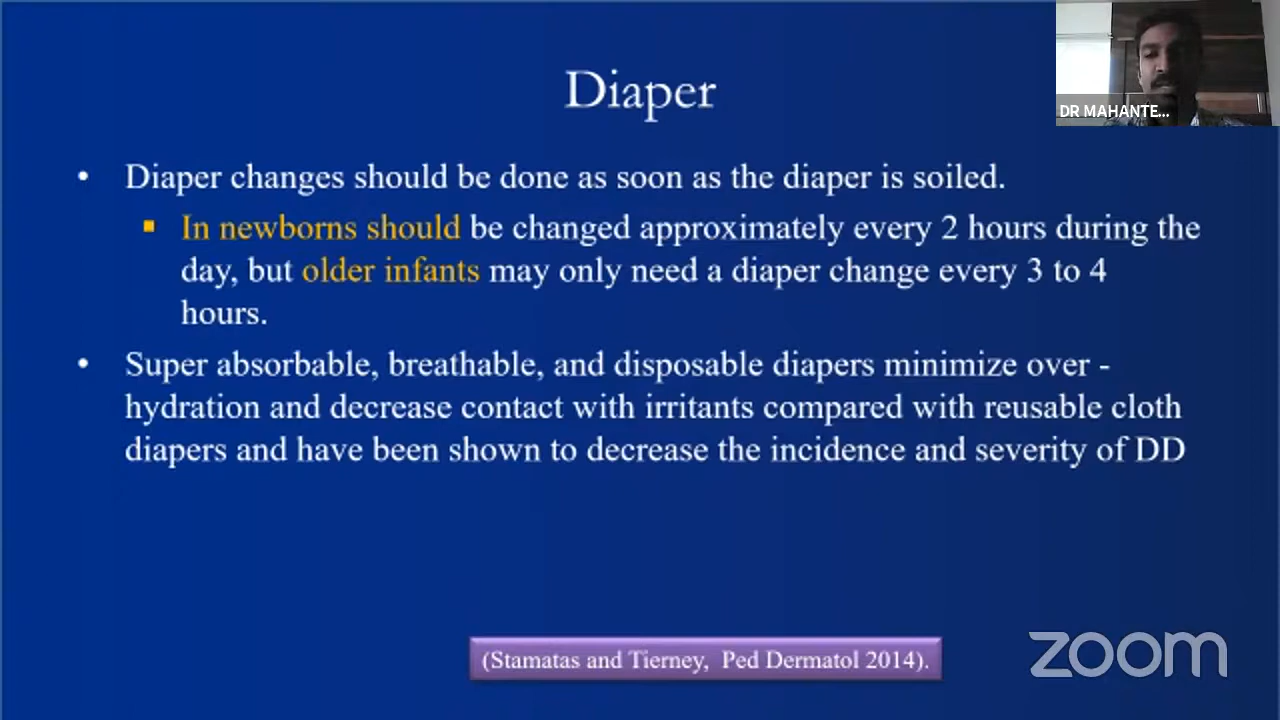 Diaper
DR MAHANTE...
• Diaper changes should be done as soon as the diaper is soiled.
▪ In newborns should be changed approximately every 2 hours during the
day, but older infants may only need a diaper change every 3 to 4
hours.
• Super absorbable, breathable, and disposable diapers minimize over -
hydration and decrease contact with irritants compared with reusable cloth
diapers and have been shown to decrease the incidence and severity of DD
(Stamatas and Tierney, Ped Dermatol 2014).
zoom